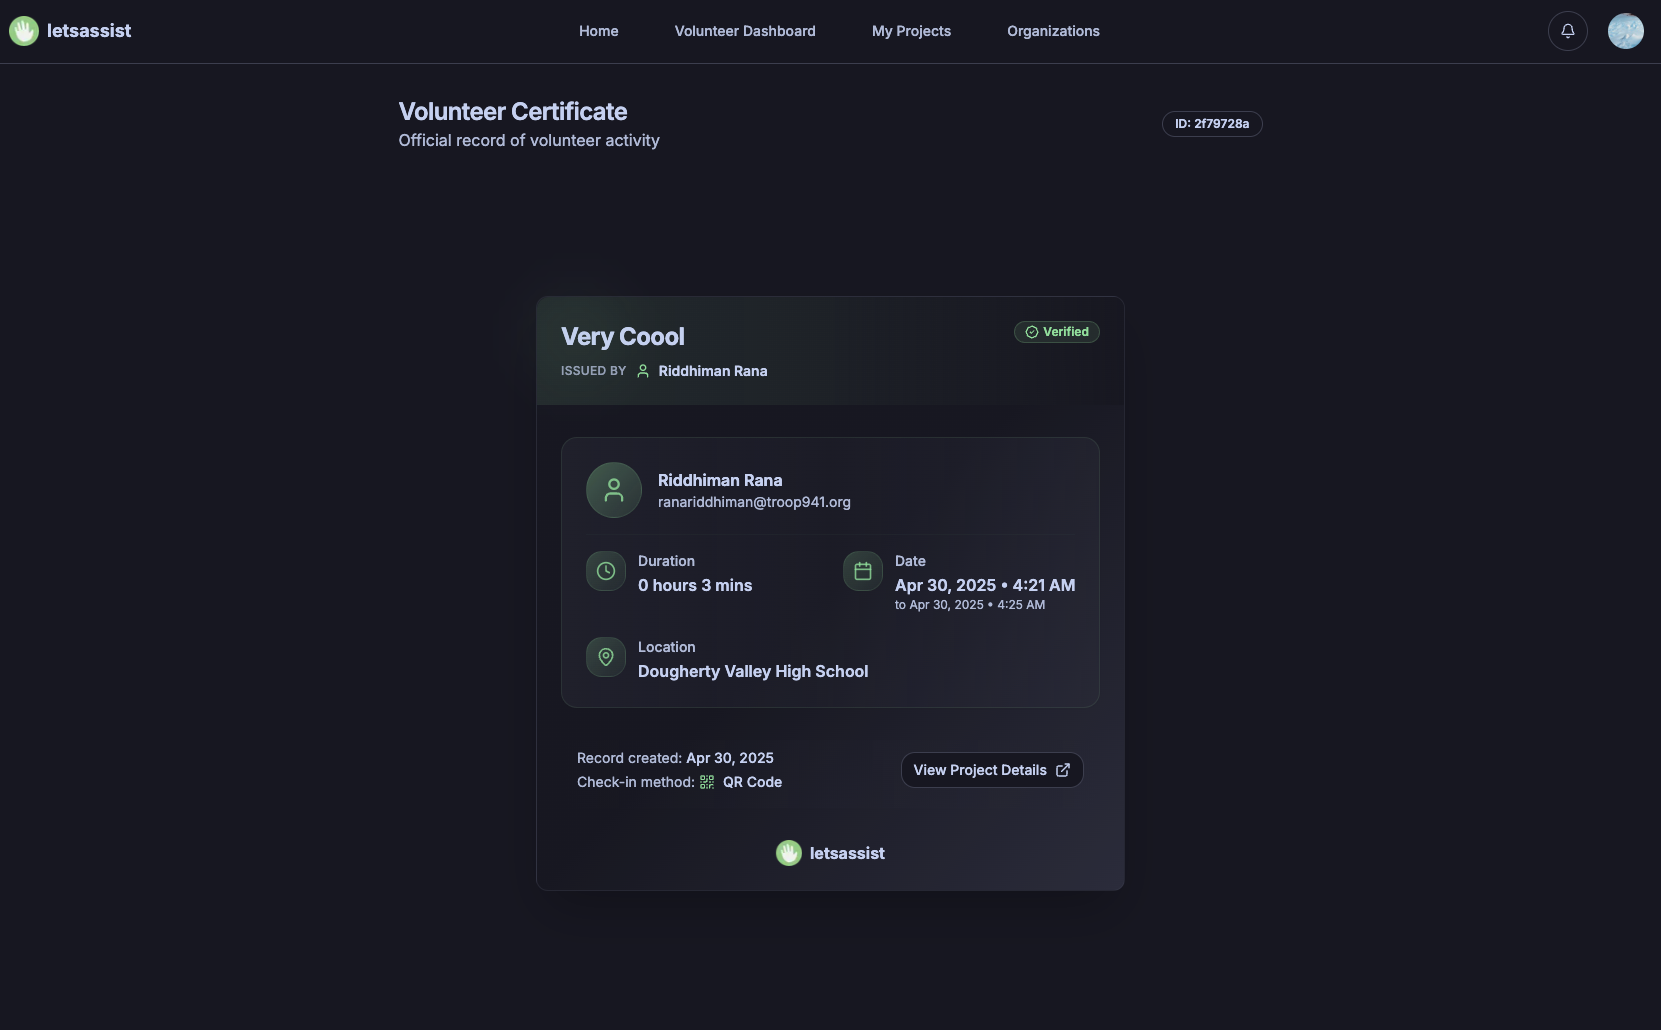 letsassist
Home
Volunteer Dashboard
My Projects
Organizations
Volunteer Certificate
Official record of volunteer activity
ID: 2f79728a
Very Coool
Verified
ISSUED BY Riddhiman Rana
Riddhiman Rana
ranariddhiman@troop941.org
Duration
0 hours 3 mins
Date
Apr 30, 2025 • 4:21 AM
to Apr 30, 2025 • 4:25 AM
Location
Dougherty Valley High School
Record created: Apr 30, 2025
Check-in method: QR Code
View Project Details
letsassist